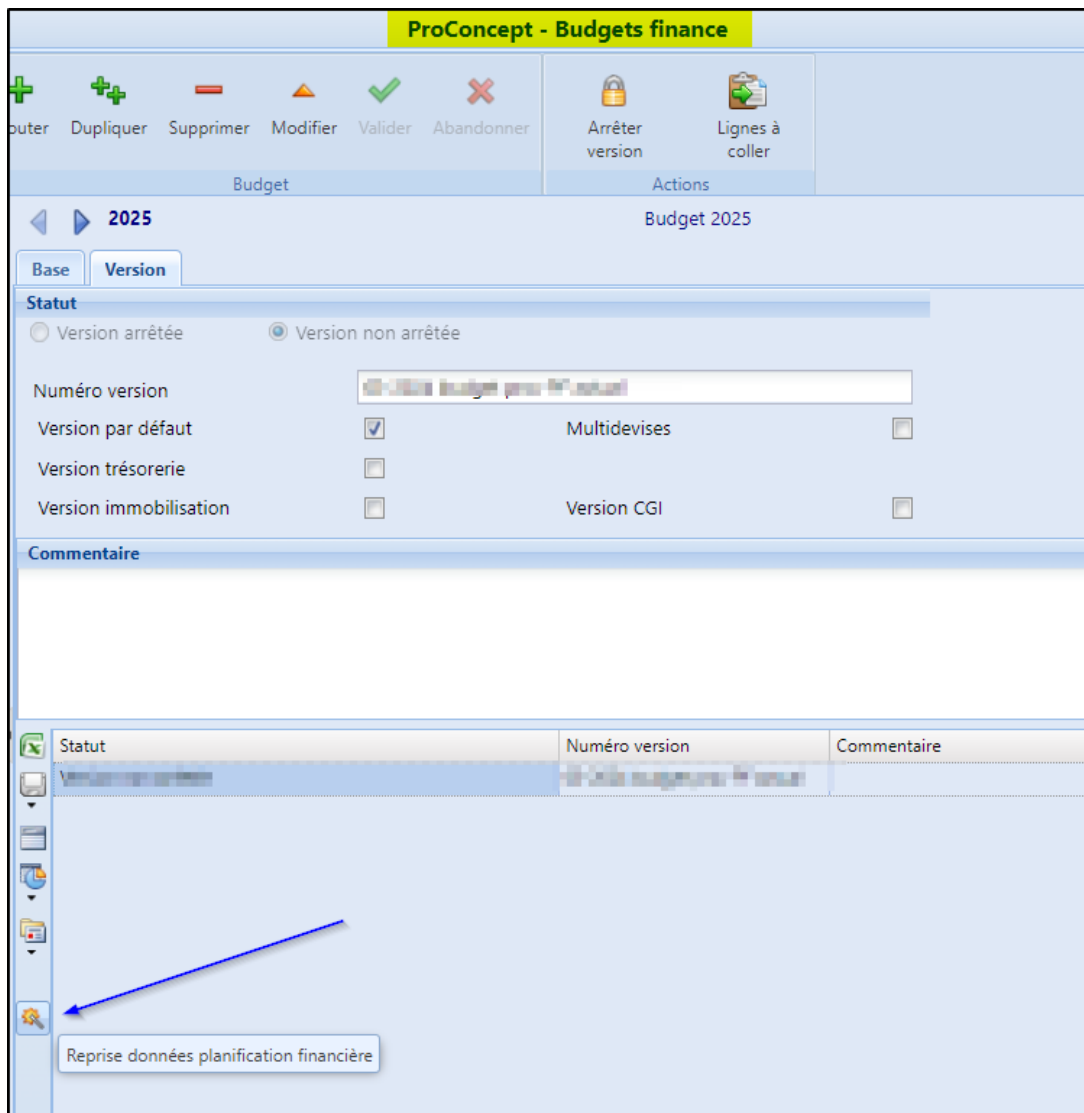 ProConcept - Budgets finance
outer Dupliquer Supprimer Modifier Valider Abandonner Arrêter version Lignes à coller
Budget Actions
2025 Budget 2025
Base Version
Statut
Version arrêtée Version non arrêtée
Numéro version
Version par défaut Multidevises
Version trésorerie
Version immobilisation Version CGI
Commentaire
Statut Numéro version Commentaire
Reprise données planification financière